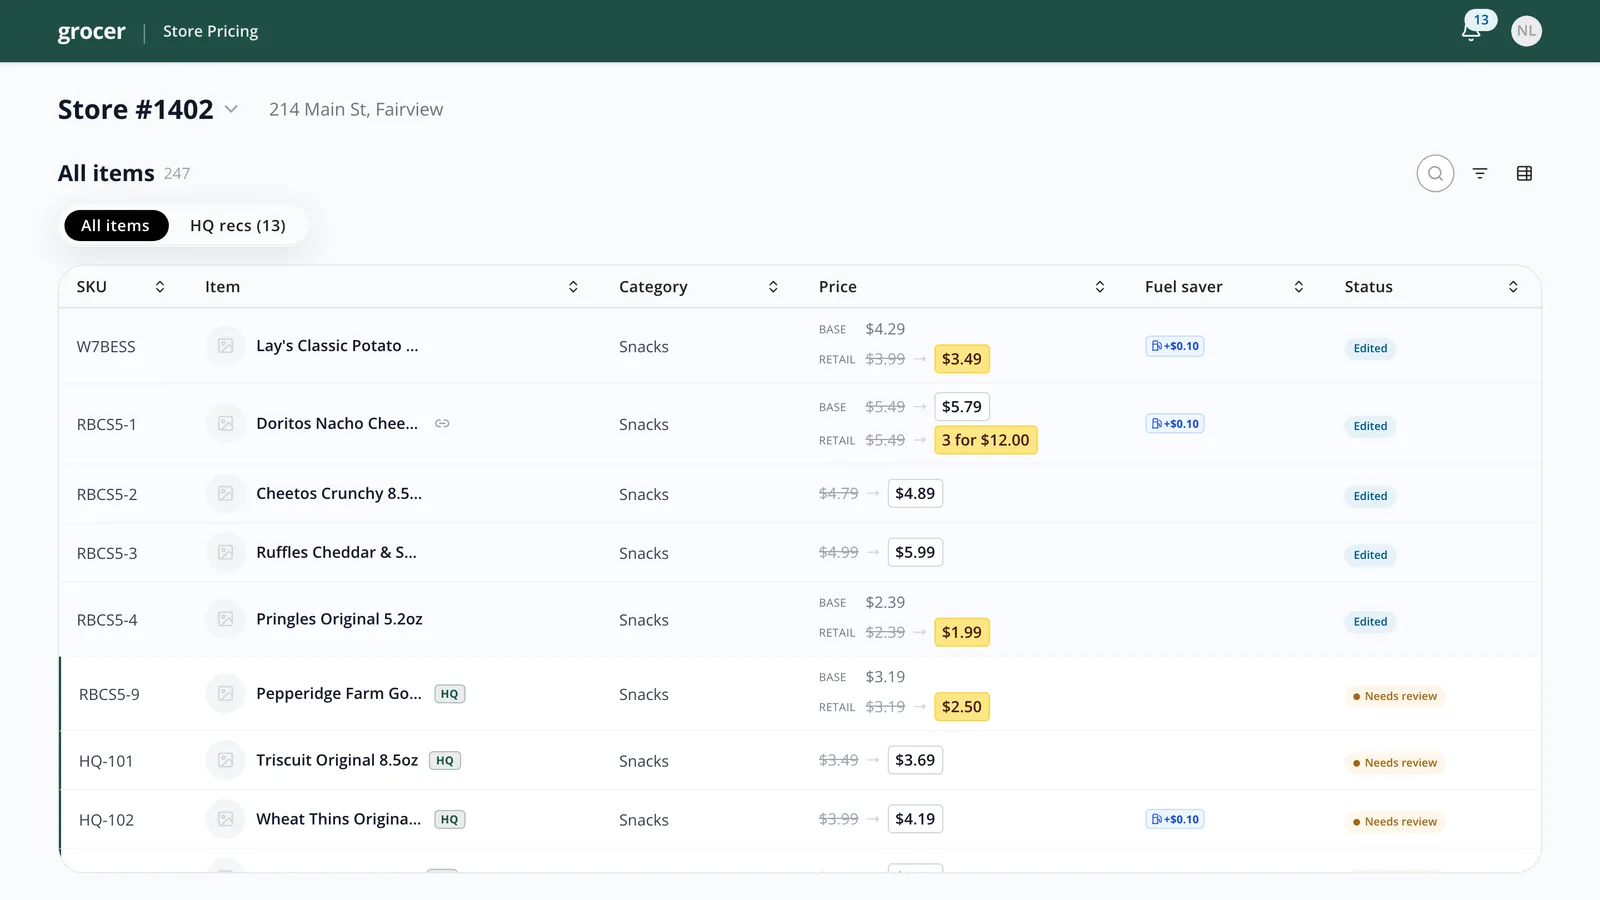 grocer | Store Pricing
13
NL
Store #1402
214 Main St, Fairview
All items 247
All items HQ recs (13)
SKU Item Category Price Fuel saver Status
W7BESS Lay's Classic Potato ... Snacks
BASE $4.29
RETAIL $3.99 → $3.49
+$0.10 Edited
RBCS5-1 Doritos Nacho Chee... Snacks
BASE $5.49 → $5.79
RETAIL $5.49 → 3 for $12.00
+$0.10 Edited
RBCS5-2 Cheetos Crunchy 8.5... Snacks $4.79 → $4.89 Edited
RBCS5-3 Ruffles Cheddar & S... Snacks $4.99 → $5.99 Edited
RBCS5-4 Pringles Original 5.2oz Snacks
BASE $2.39
RETAIL $2.39 → $1.99
Edited
RBCS5-9 Pepperidge Farm Go... HQ Snacks
BASE $3.19
RETAIL $3.19 → $2.50
Needs review
HQ-101 Triscuit Original 8.5oz HQ Snacks $3.49 → $3.69 Needs review
HQ-102 Wheat Thins Origina... HQ Snacks $3.99 → $4.19 +$0.10 Needs review